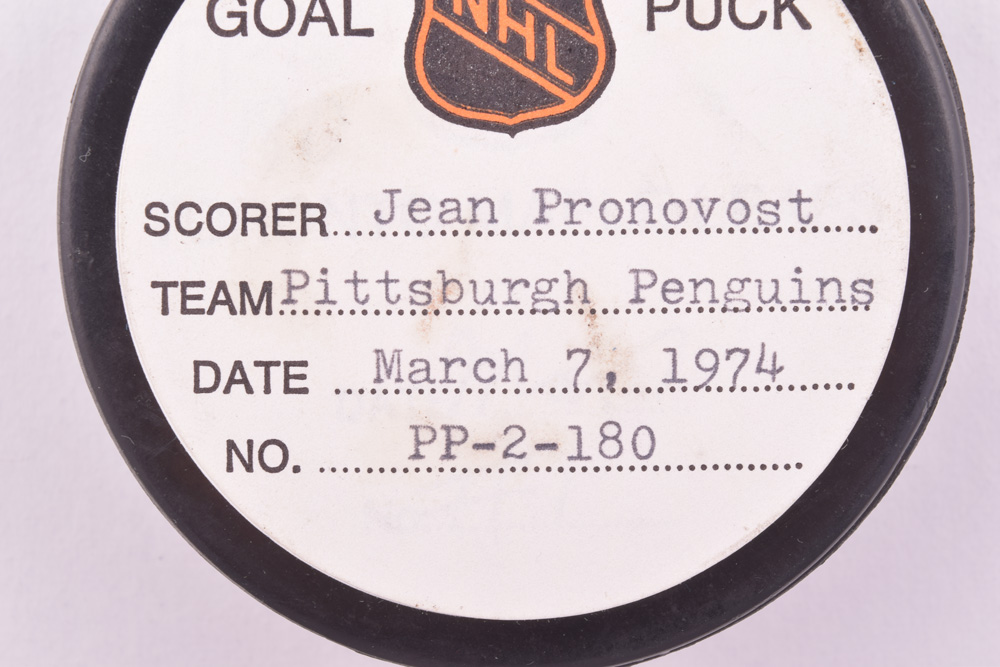 GOAL NHL PUCK
SCORER Jean Pronovost
TEAM Pittsburgh Penguins
DATE March 7, 1974
NO. PP-2-180